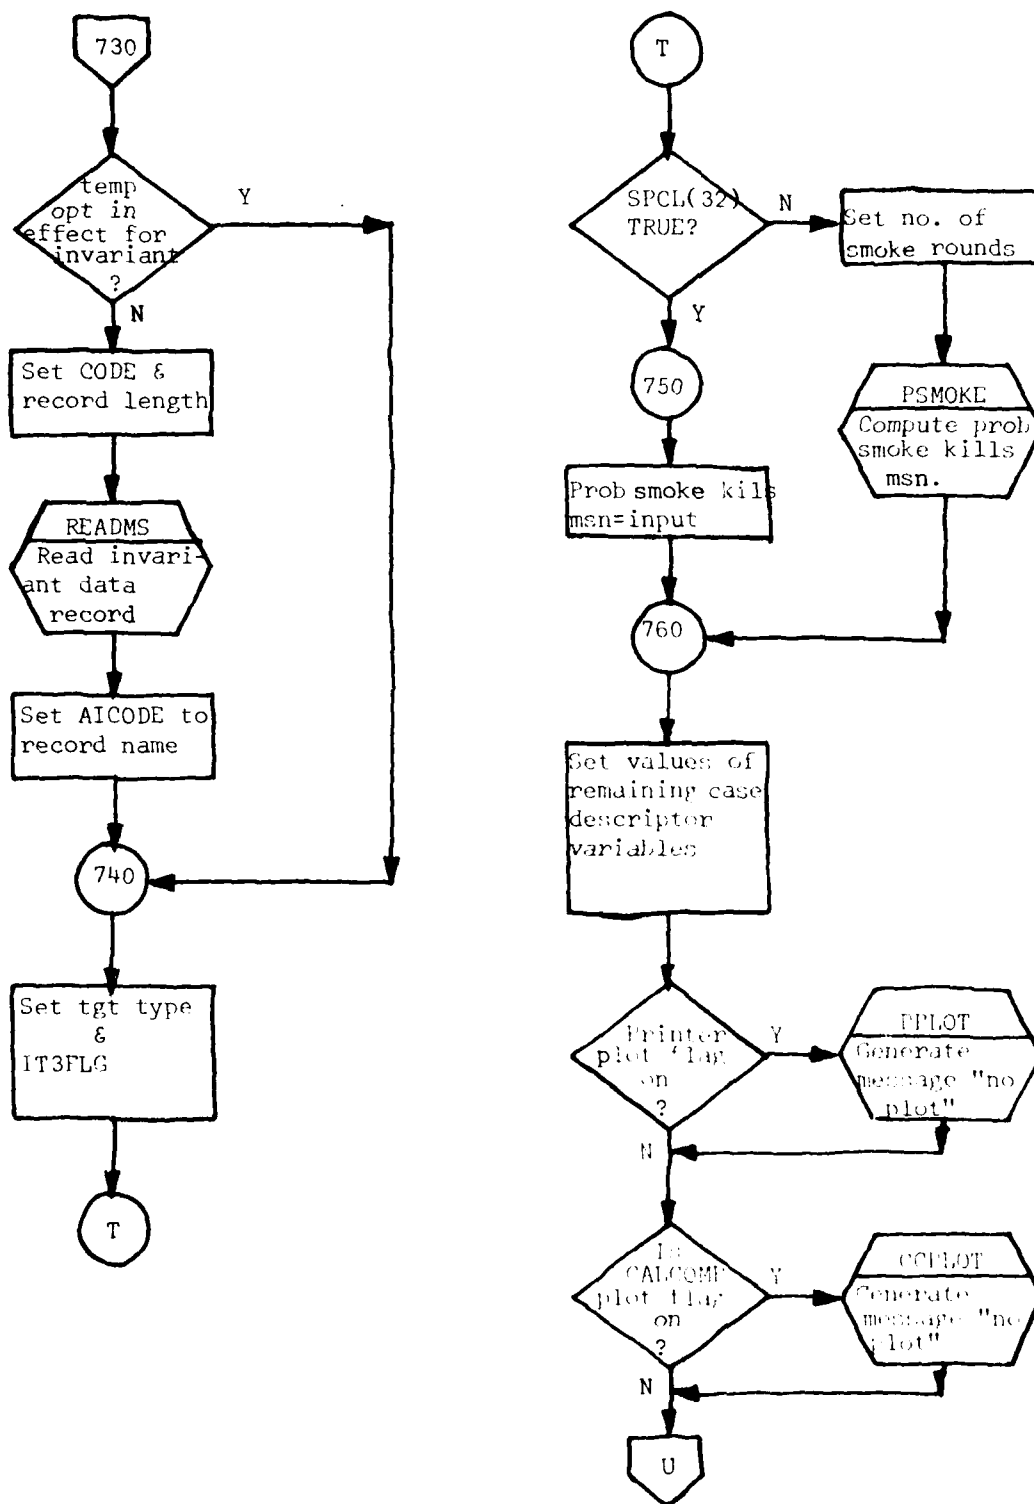 730
temp
opt in
effect for
invariant
?
Y
N
Set CODE &
record length
READMS
Read invari-
ant data
record
Set AICODE to
record name
740
Set tgt type
&
IT3FLG
T
T
SPCL(32)
TRUE?
N
Set no. of
smoke rounds
Y
750
PSMOKE
Compute prob
smoke kills
msn.
Prob smoke kils
msn=input
760
Set values of
remaining case
descriptor
variables
Printer
plot flag
on
?
Y
PPLOT
Generate
message "no
plot"
N
Is
CALCOMP
plot flag
on
?
Y
CCPLOT
Generate
message "no
plot"
N
U